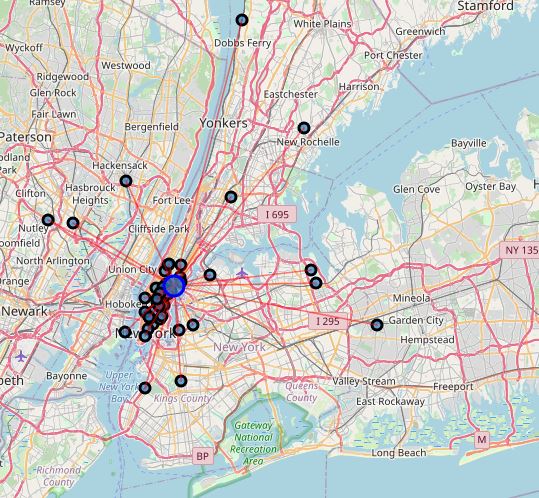 Ramsey
White Plains
Stamford
Wyckoff
Dobbs Ferry
Greenwich
Westwood
Port Chester
Ridgewood
Glen Rock
Eastchester
Harrison
Fair Lawn
Bergenfield
Yonkers
Paterson
New Rochelle
Bayville
Hackensack
Clifton
Hasbrouck
Heights
Fort Lee
Glen Cove
Oyster Bay
I 695
Nutley
Cliffside Park
NY 135
North Arlington
Union City
Mineola
Newark
Hoboken
New York
I 295
Garden City
New York
Hempstead
Bayonne
Upper
New York
Bay
Kings County
Queens
County
Valley Stream
Freeport
East Rockaway
Gateway
National
Recreation
Area
M
Richmond
County
BP
Long Beach